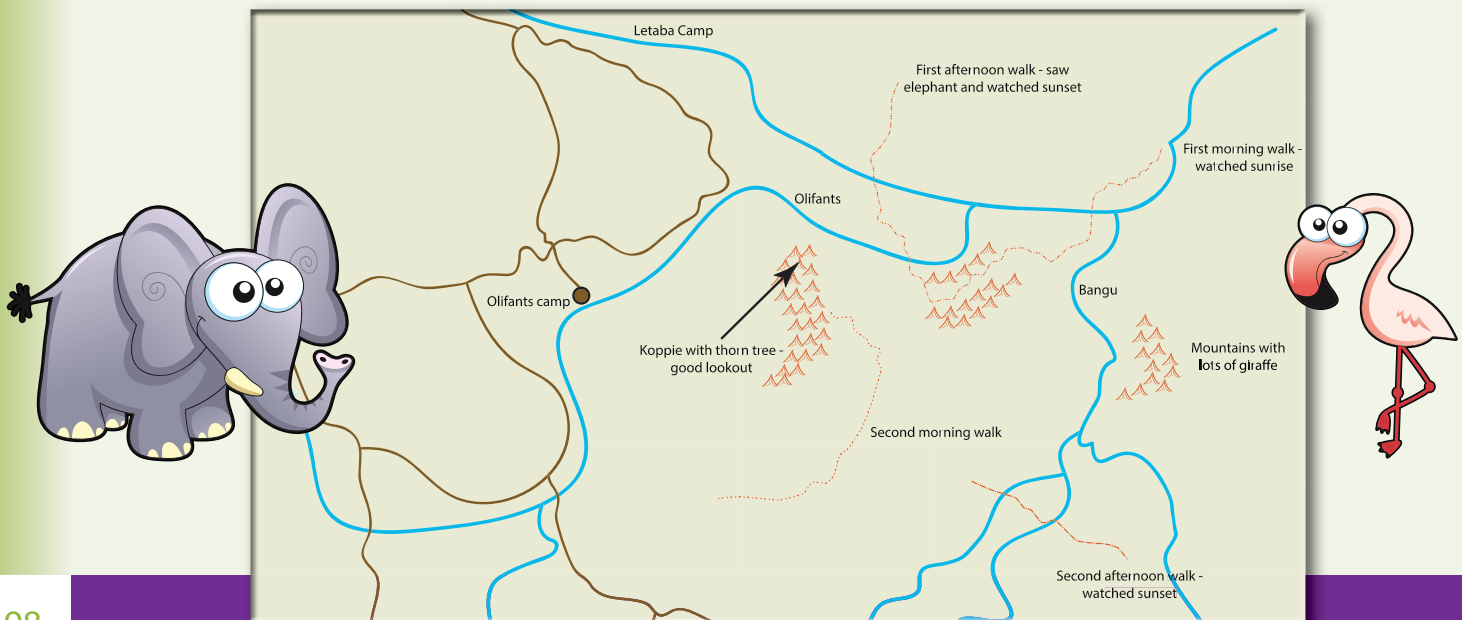 Letaba Camp
First afternoon walk - saw
elephant and watched sunset
First morning walk -
watched sunrise
Olifants
Bangu
Olifants camp
Koppie with thorn tree -
good lookout
Mountains with
lots of giraffe
Second morning walk
Second afternoon walk -
watched sunset